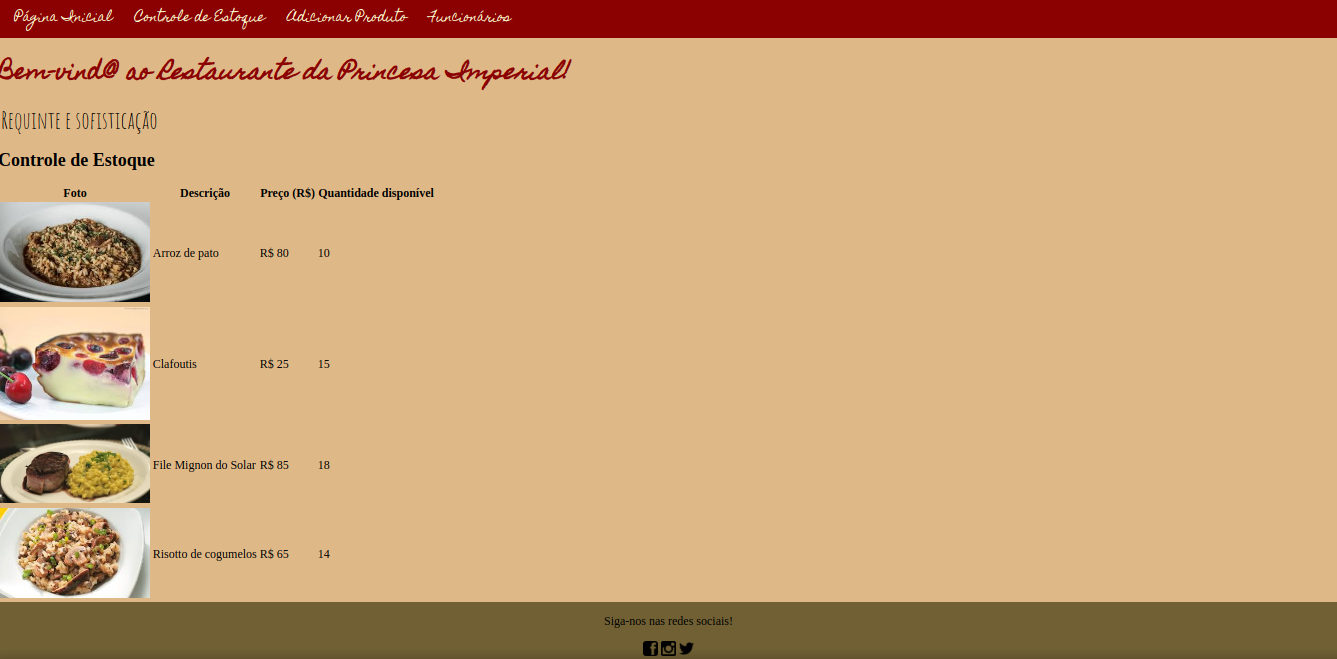 Página Inicial Controle de Estoque Adicionar Produto Funcionários
Bem-vind@ ao Restaurante da Princesa Imperial!
Requinte e sofisticação
Controle de Estoque
Foto Descrição Preço (R$) Quantidade disponível
Arroz de pato R$ 80 10
Clafoutis R$ 25 15
File Mignon do Solar R$ 85 18
Risotto de cogumelos R$ 65 14
Siga-nos nas redes sociais!